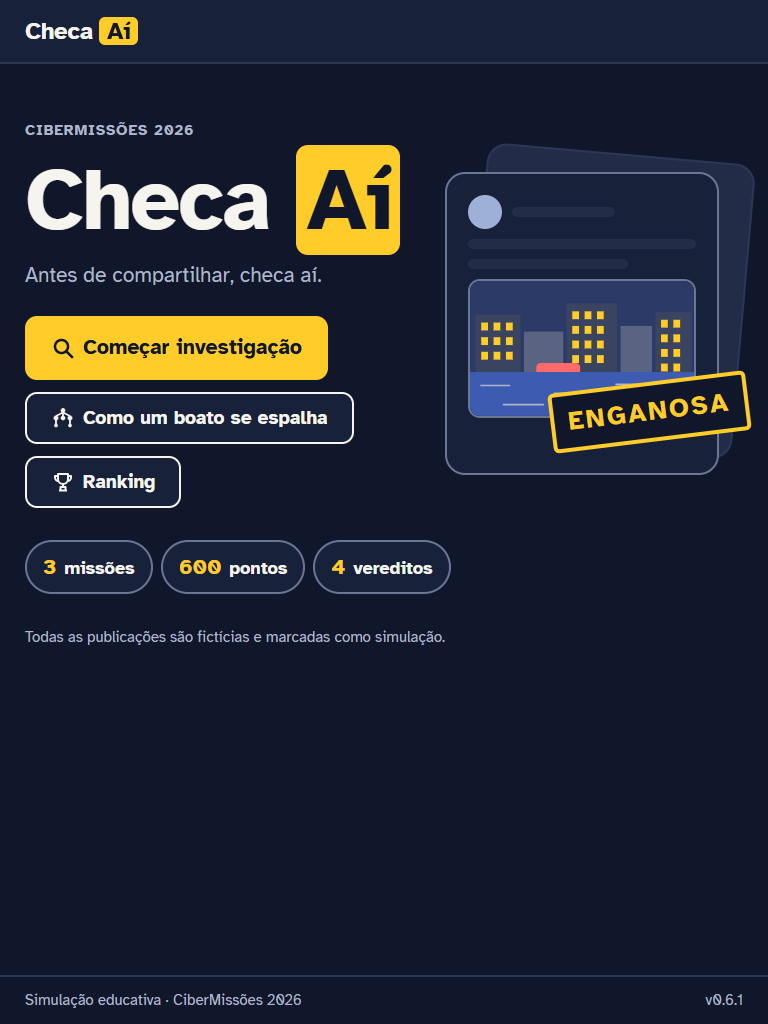 Checa Aí
CIBERMISSÕES 2026
Checa Aí
Antes de compartilhar, checa aí.
Começar investigação
Como um boato se espalha
Ranking
3 missões
600 pontos
4 vereditos
Todas as publicações são fictícias e marcadas como simulação.
ENGANOSA
Simulação educativa · CiberMissões 2026
v0.6.1